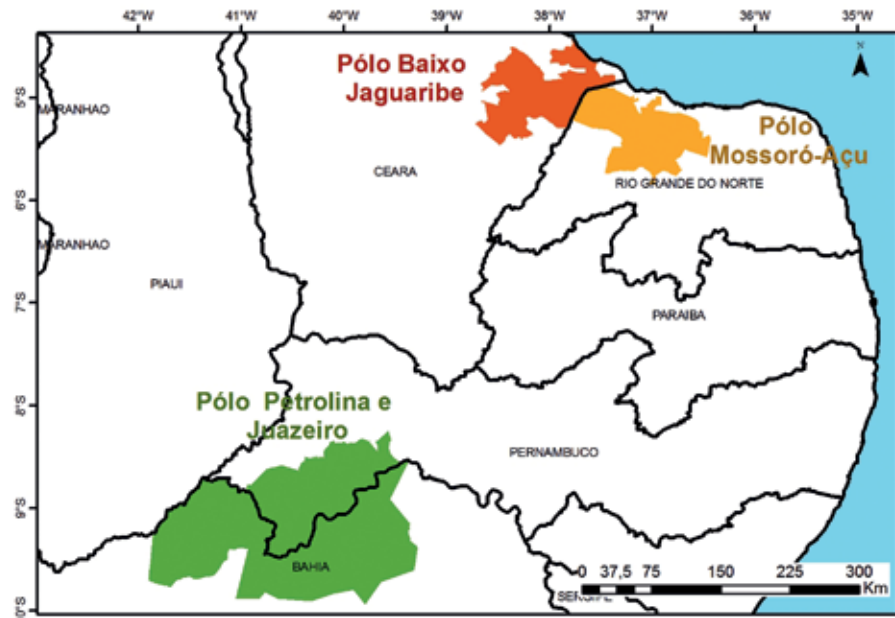 42°W 41°W 40°W 39°W 38°W 37°W 36°W 35°W
N
Pólo Baixo
Jaguaribe
5°S
MARANHAO
Pólo
Mossoró-Açu
CEARA
RIO GRANDE DO NORTE
6°S
MARANHAO
PIAUI
7°S
PARAIBA
Pólo Petrolina e
Juazeiro
8°S
PERNAMBUCO
9°S
BAHIA
0 37,5 75 150 225 300
Km
SERGIPE
0°S